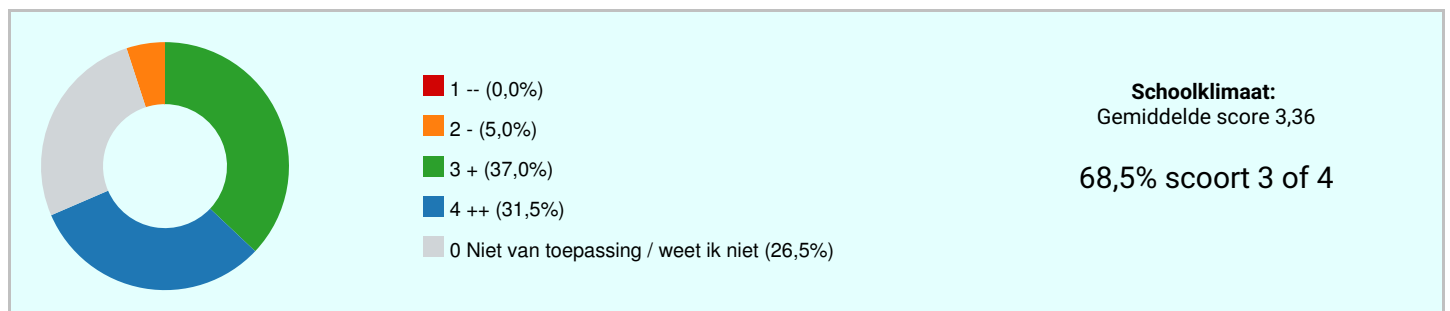 1 -- (0,0%)
2 - (5,0%)
3 + (37,0%)
4 ++ (31,5%)
0 Niet van toepassing / weet ik niet (26,5%)
Schoolklimaat:
Gemiddelde score 3,36
68,5% scoort 3 of 4